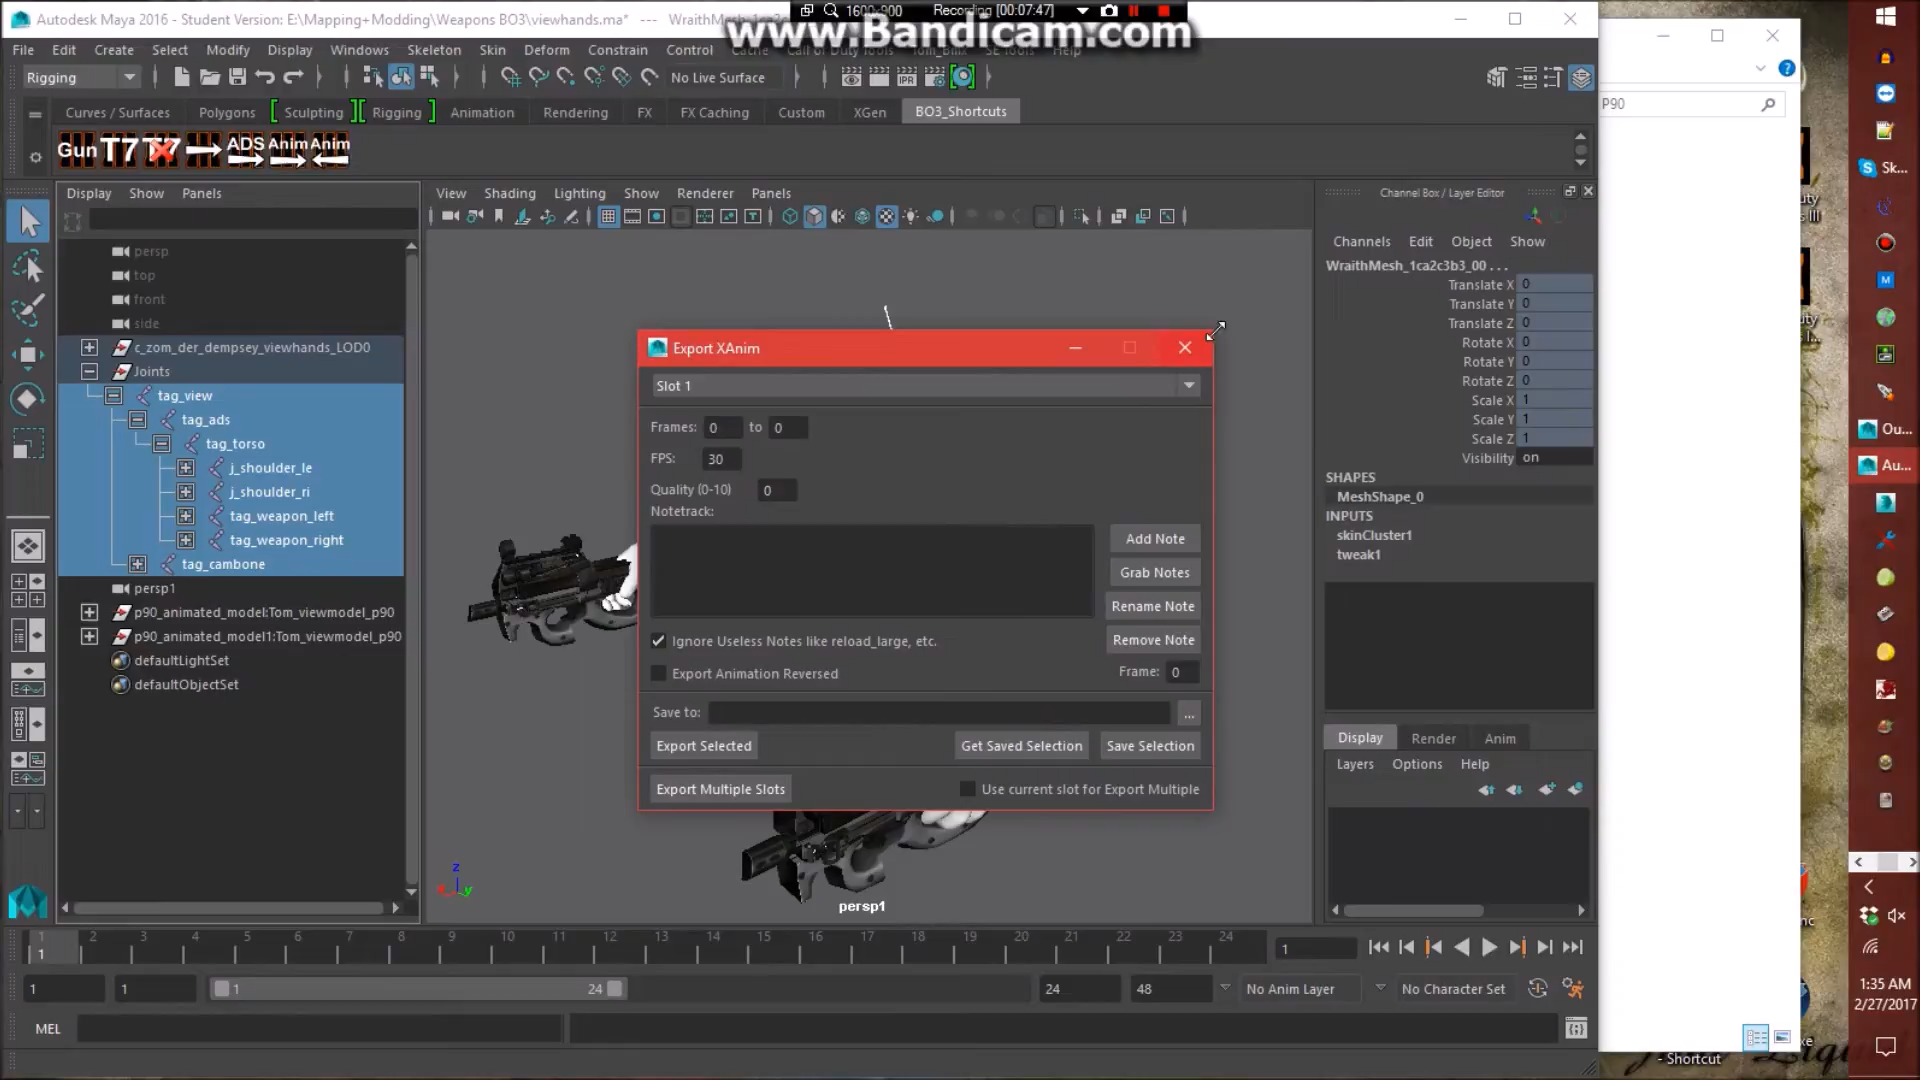 Autodesk Maya 2016 - Student Version: E:\Mapping+Modding\Weapons BO3\viewhands.ma* --- WraithMesh_1ca2
1600x900 Recording [00:07:47]
www.Bandicam.com
File Edit Create Select Modify Display Windows Skeleton Skin Deform Constrain Control Cache Help
Rigging
No Live Surface
IPR
P90
Curves / Surfaces Polygons Sculpting Rigging Animation Rendering FX FX Caching Custom XGen BO3_Shortcuts
Gun T7 T7 ADS Anim Anim
Sk...
Display Show Panels
View Shading Lighting Show Renderer Panels
Channel Box / Layer Editor
Channels Edit Object Show
WraithMesh_1ca2c3b3_00 . . .
Translate X 0
Translate Y 0
Translate Z 0
Rotate X 0
Rotate Y 0
Rotate Z 0
Scale X 1
Scale Y 1
Scale Z 1
Visibility on
SHAPES
MeshShape_0
INPUTS
skinCluster1
tweak1
persp
top
front
side
c_zom_der_dempsey_viewhands_LOD0
Joints
tag_view
tag_ads
tag_torso
j_shoulder_le
j_shoulder_ri
tag_weapon_left
tag_weapon_right
tag_cambone
persp1
p90_animated_model:Tom_viewmodel_p90
p90_animated_model1:Tom_viewmodel_p90
defaultLightSet
defaultObjectSet
Export XAnim
Slot 1
Frames: 0 to 0
FPS: 30
Quality (0-10) 0
Notetrack:
Add Note
Grab Notes
Rename Note
Remove Note
Ignore Useless Notes like reload_large, etc.
Export Animation Reversed
Frame: 0
Save to:
...
Export Selected Get Saved Selection Save Selection
Export Multiple Slots
Use current slot for Export Multiple
Ou...
Au...
Display Render Anim
Layers Options Help
z
y
persp1
1 2 3 4 5 6 7 8 9 10 11 12 13 14 15 16 17 18 19 20 21 22 23 24
1
1
1 1 1 24 24 48 No Anim Layer No Character Set
MEL
1:35 AM
2/27/2017
- Shortcut